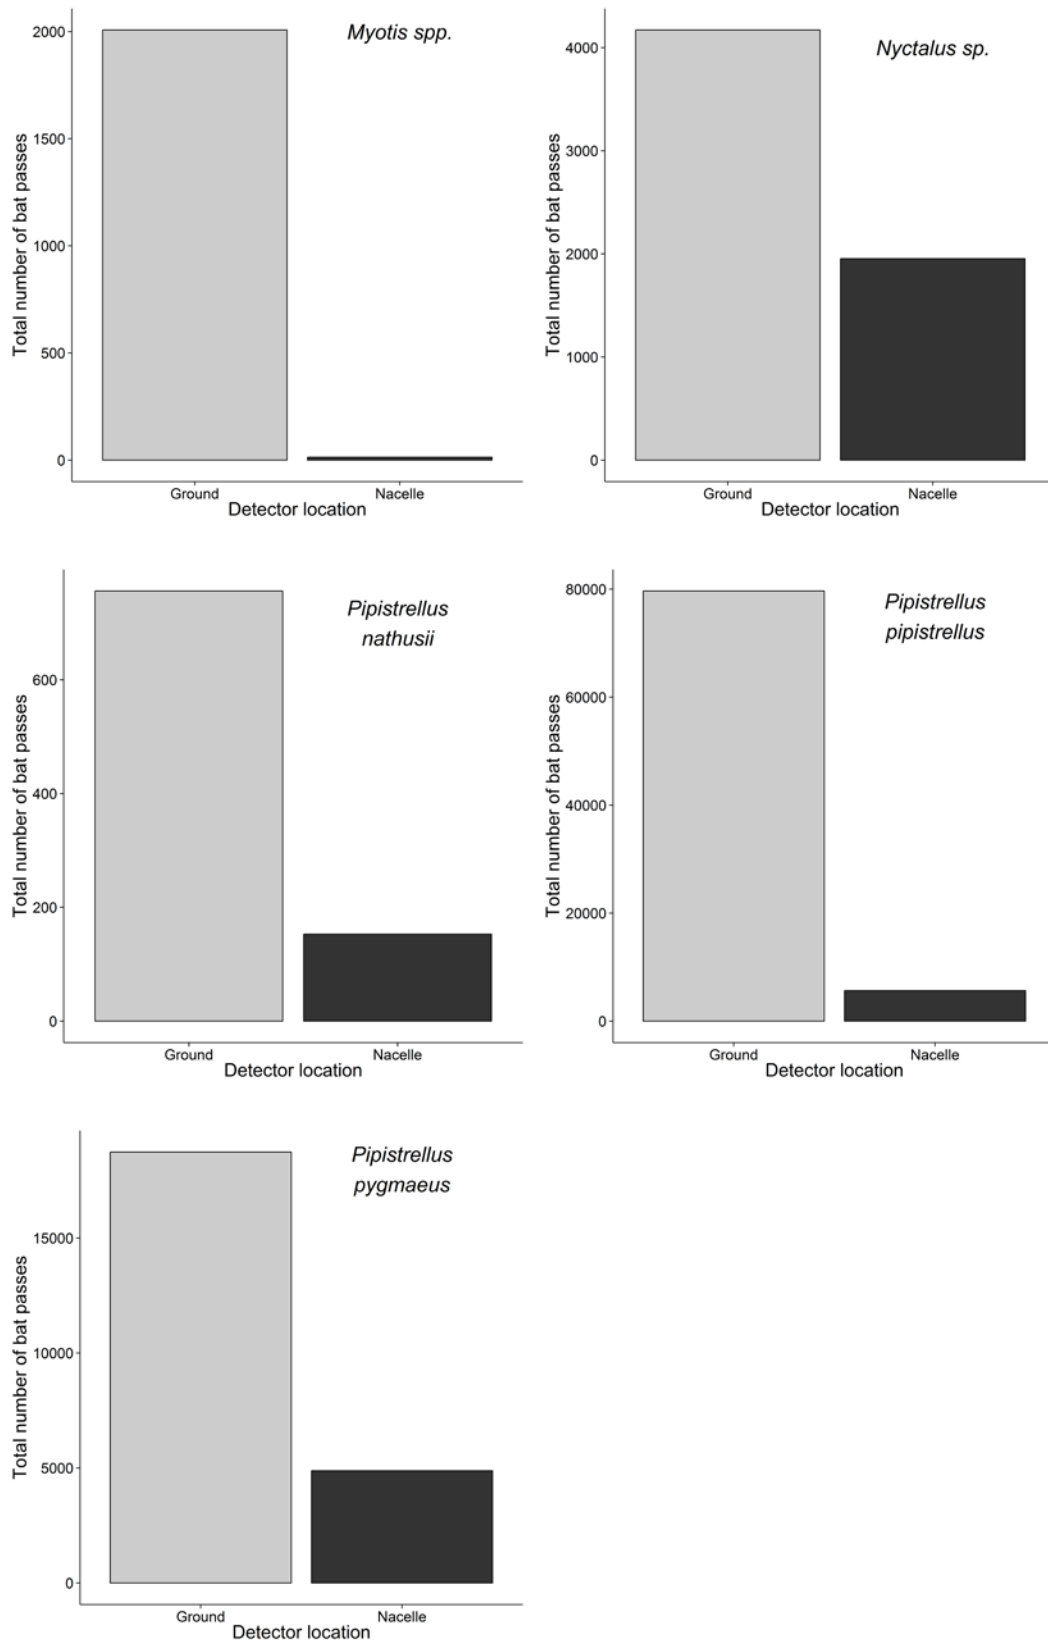 Myotis spp.
Total number of bat passes
2000
1500
1000
500
0
Ground
Nacelle
Detector location
Nyctalus sp.
Total number of bat passes
4000
3000
2000
1000
0
Ground
Nacelle
Detector location
Pipistrellus
nathusii
Total number of bat passes
600
400
200
0
Ground
Nacelle
Detector location
Pipistrellus
pipistrellus
Total number of bat passes
80000
60000
40000
20000
0
Ground
Nacelle
Detector location
Pipistrellus
pygmaeus
Total number of bat passes
15000
10000
5000
0
Ground
Nacelle
Detector location